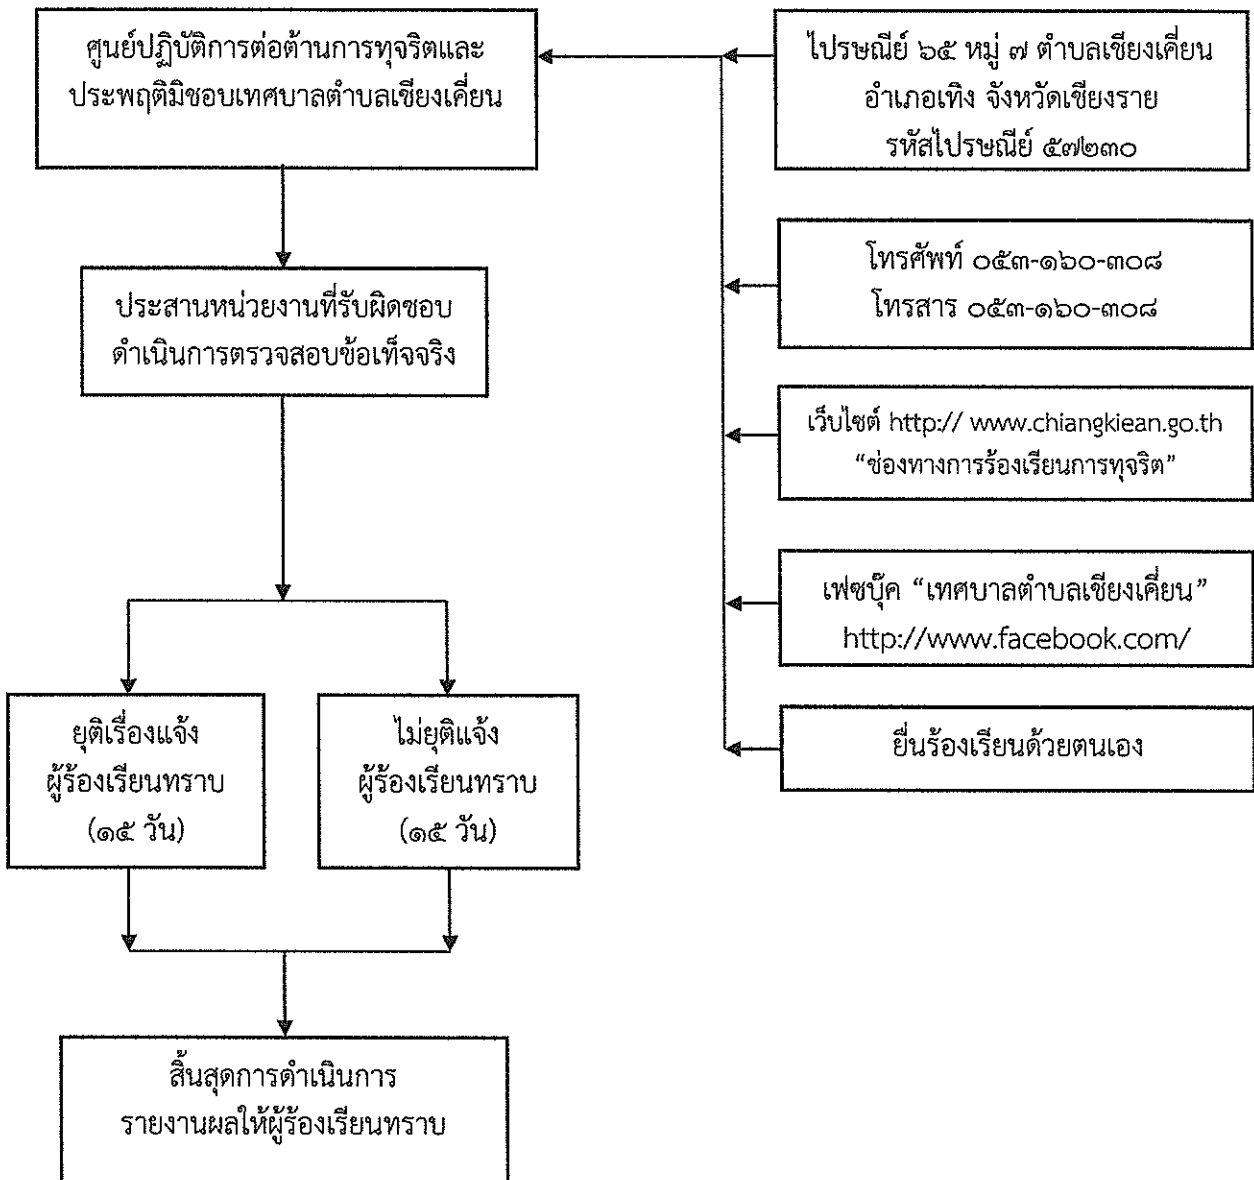 ศูนย์ปฏิบัติการต่อต้านการทุจริตและ
ประพฤติมิชอบเทศบาลตำบลเชียงเคี่ยน
ไปรษณีย์ ๖๕ หมู่ ๗ ตำบลเชียงเคี่ยน
อำเภอเทิง จังหวัดเชียงราย
รหัสไปรษณีย์ ๕๗๒๓๐
โทรศัพท์ ๐๕๓-๑๖๐-๓๐๘
โทรสาร ๐๕๓-๑๖๐-๓๐๘
ประสานหน่วยงานที่รับผิดชอบ
ดำเนินการตรวจสอบข้อเท็จจริง
เว็บไซต์ http:// www.chiangkiean.go.th
“ช่องทางการร้องเรียนการทุจริต”
เฟซบุ๊ค “เทศบาลตำบลเชียงเคี่ยน”
http://www.facebook.com/
ยื่นร้องเรียนด้วยตนเอง
ยุติเรื่องแจ้ง
ผู้ร้องเรียนทราบ
(๑๕ วัน)
ไม่ยุติแจ้ง
ผู้ร้องเรียนทราบ
(๑๕ วัน)
สิ้นสุดการดำเนินการ
รายงานผลให้ผู้ร้องเรียนทราบ